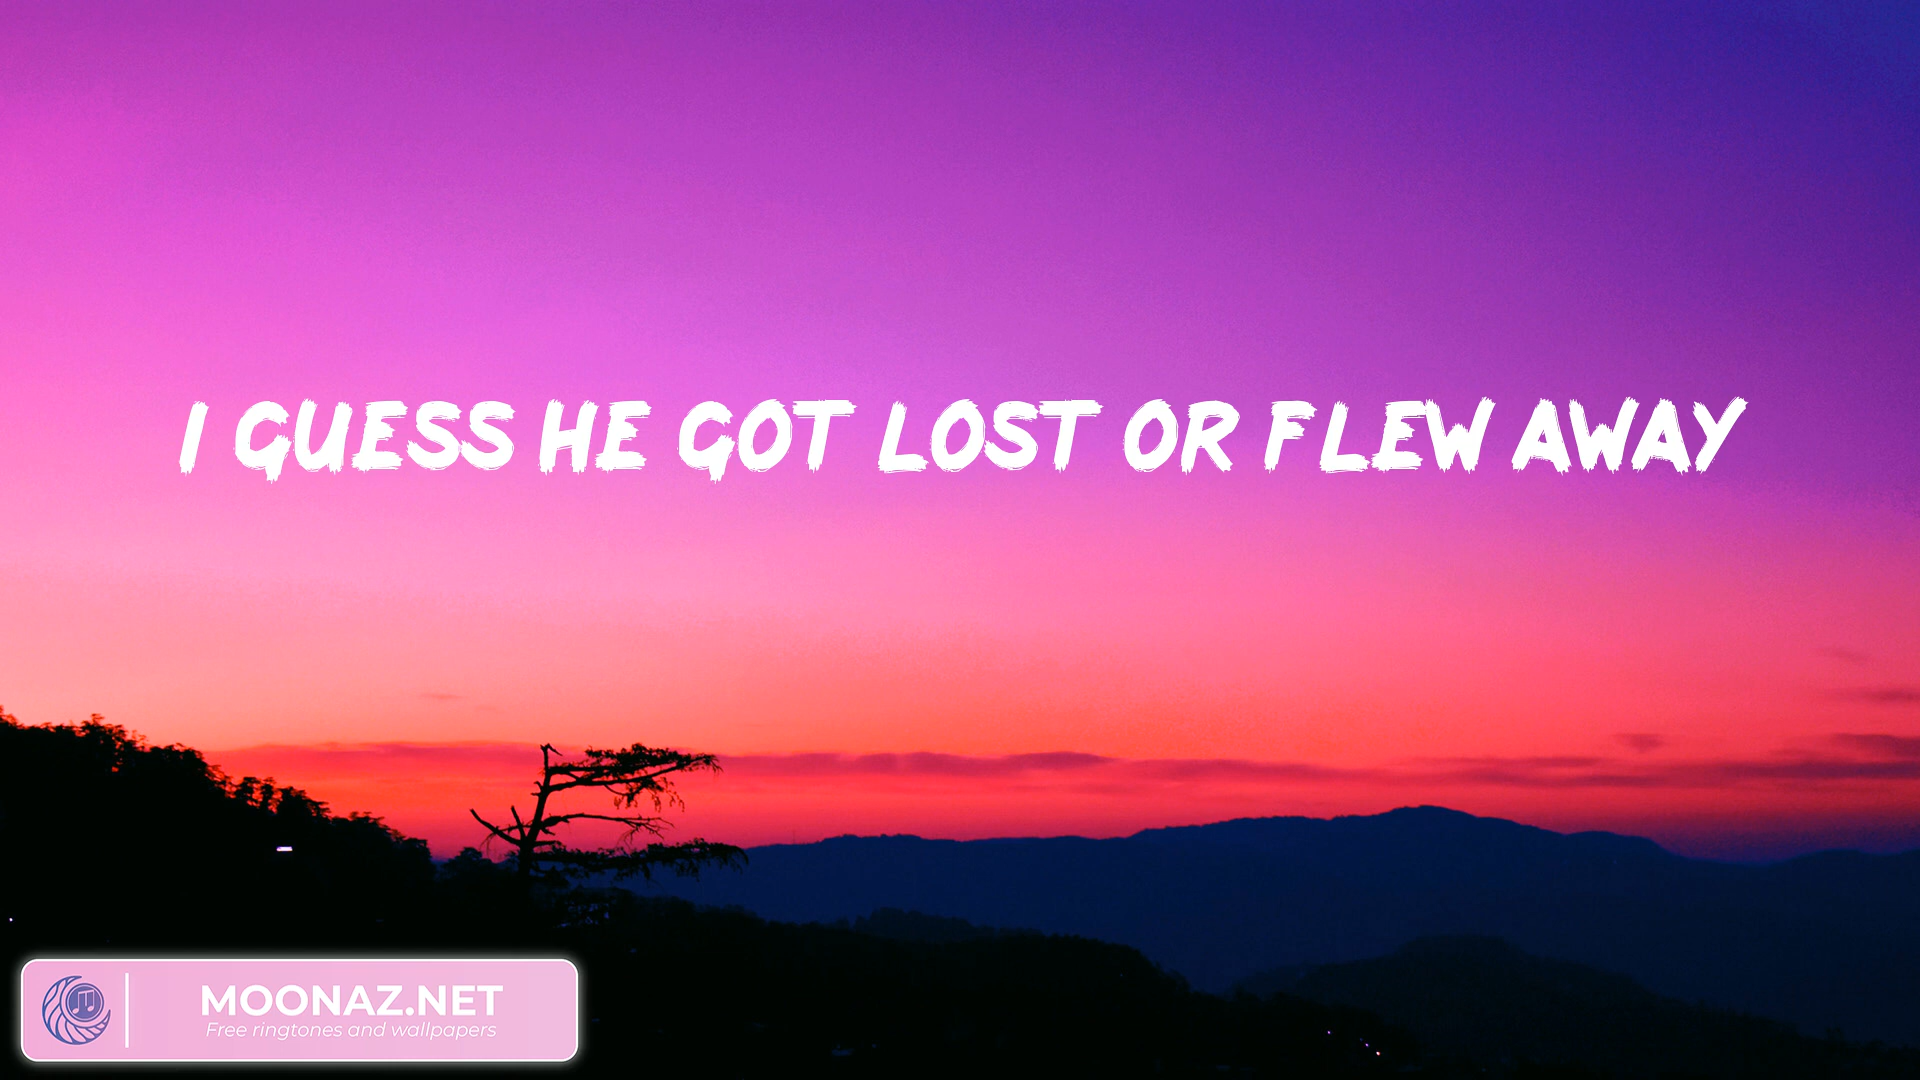 I GUESS HE GOT LOST OR FLEW AWAY
MOONAZ.NET
Free ringtones and wallpapers